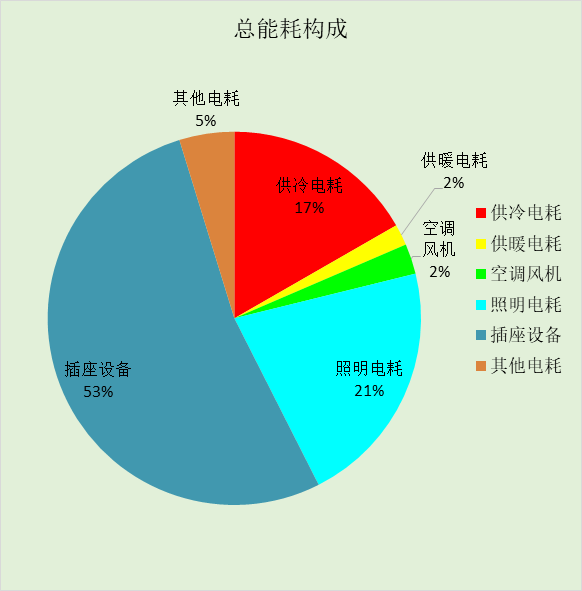 总能耗构成
其他电耗
5%
供冷电耗
17%
供暖电耗
2%
空调
风机
2%
照明电耗
21%
插座设备
53%
供冷电耗
供暖电耗
空调风机
照明电耗
插座设备
其他电耗